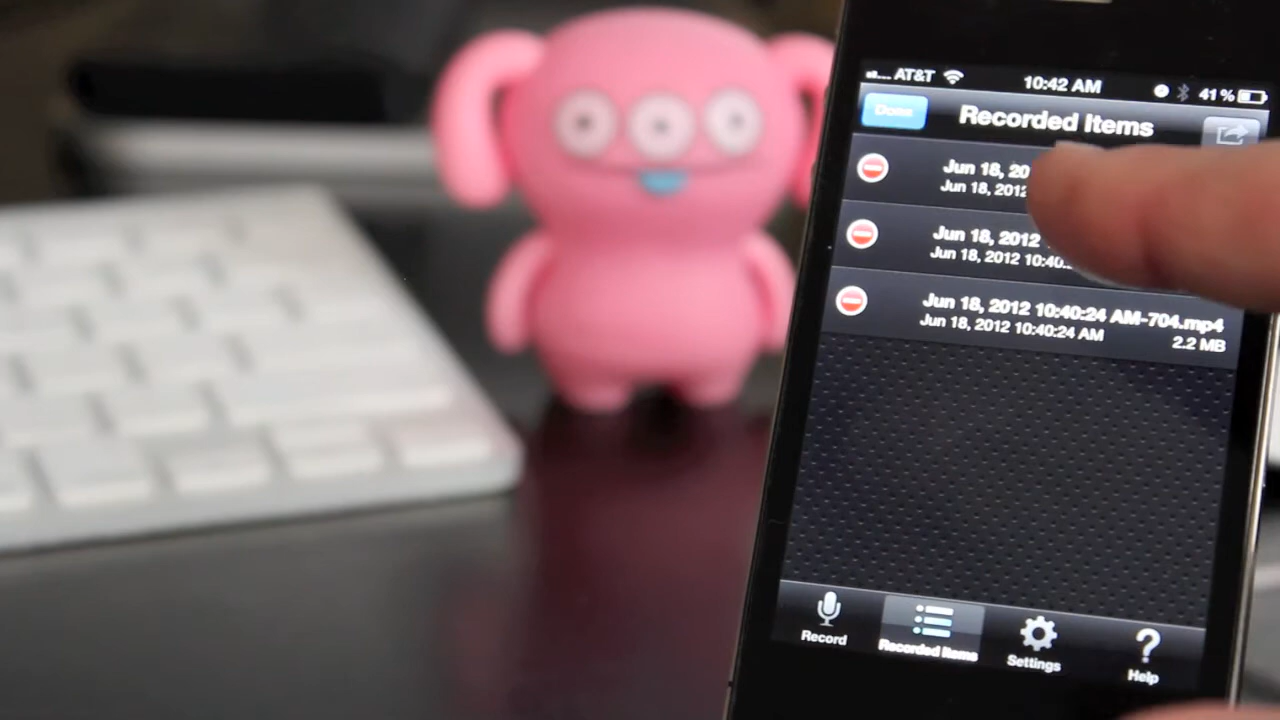 AT&T 10:42 AM 41%
Done Recorded Items
Jun 18, 20
Jun 18, 2012
Jun 18, 2012
Jun 18, 2012 10:40:
Jun 18, 2012 10:40:24 AM-704.mp4
Jun 18, 2012 10:40:24 AM 2.2 MB
Record Recorded Items Settings Help